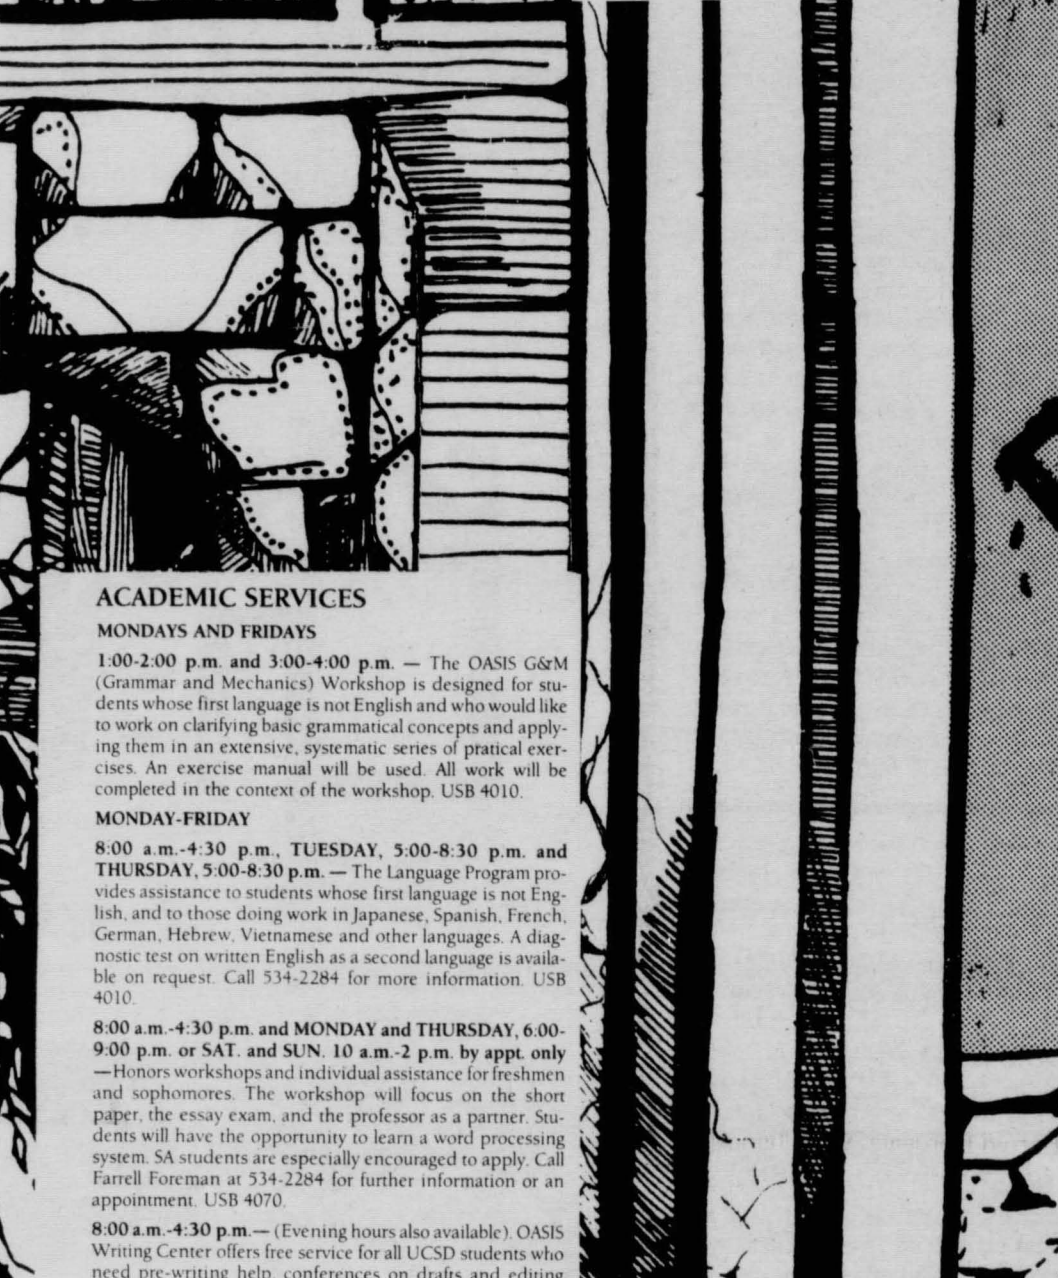 ACADEMIC SERVICES
MONDAYS AND FRIDAYS
1:00-2:00 p.m. and 3:00-4:00 p.m. — The OASIS G&M
(Grammar and Mechanics) Workshop is designed for stu-
dents whose first language is not English and who would like
to work on clarifying basic grammatical concepts and apply-
ing them in an extensive, systematic series of pratical exer-
cises. An exercise manual will be used. All work will be
completed in the context of the workshop. USB 4010.
MONDAY-FRIDAY
8:00 a.m.-4:30 p.m., TUESDAY, 5:00-8:30 p.m. and
THURSDAY, 5:00-8:30 p.m. — The Language Program pro-
vides assistance to students whose first language is not Eng-
lish, and to those doing work in Japanese, Spanish, French,
German, Hebrew, Vietnamese and other languages. A diag-
nostic test on written English as a second language is availa-
ble on request. Call 534-2284 for more information. USB
4010.
8:00 a.m.-4:30 p.m. and MONDAY and THURSDAY, 6:00-
9:00 p.m. or SAT. and SUN. 10 a.m.-2 p.m. by appt. only
—Honors workshops and individual assistance for freshmen
and sophomores. The workshop will focus on the short
paper, the essay exam, and the professor as a partner. Stu-
dents will have the opportunity to learn a word processing
system. SA students are especially encouraged to apply. Call
Farrell Foreman at 534-2284 for further information or an
appointment. USB 4070.
8:00 a.m.-4:30 p.m.— (Evening hours also available). OASIS
Writing Center offers free service for all UCSD students who
need pre-writing help, conferences on drafts and editing